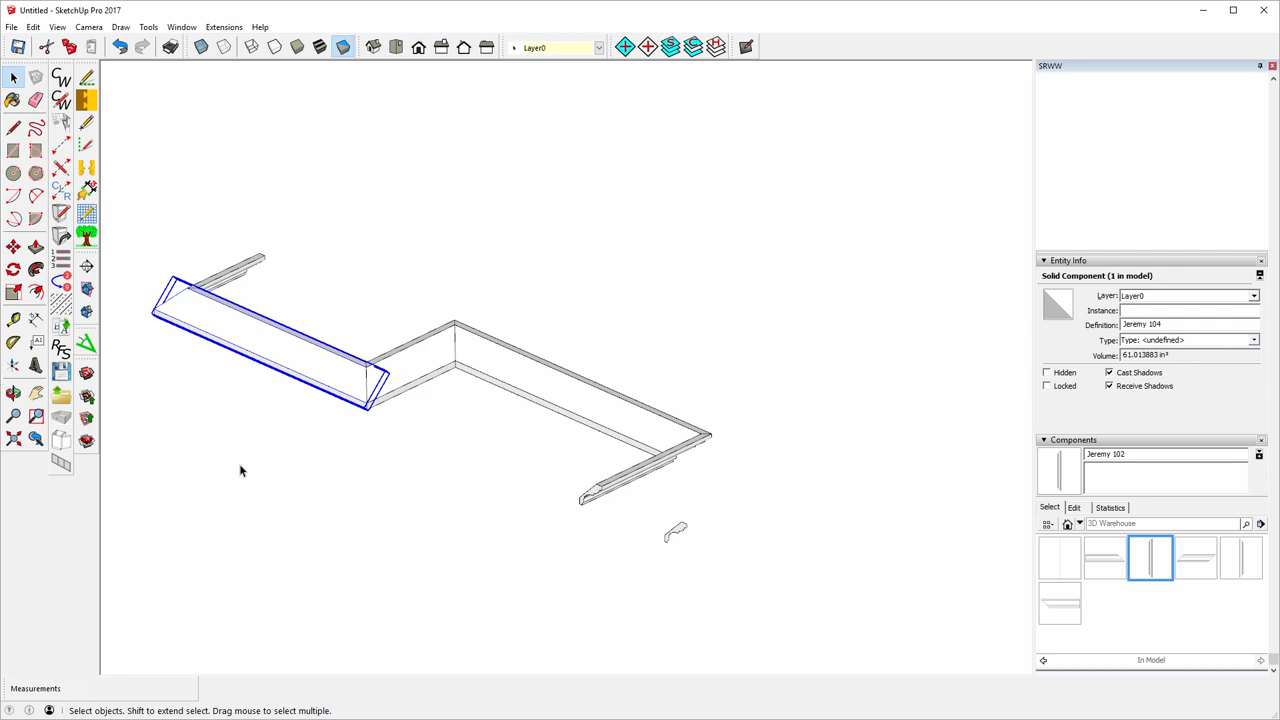 Untitled - SketchUp Pro 2017
File Edit View Camera Draw Tools Window Extensions Help
Layer0
SRWW
Entity Info
Solid Component (1 in model)
Layer: Layer0
Instance:
Definition: Jeremy 104
Type: Type: <undefined>
Volume: 61.013883 in³
Hidden Cast Shadows
Locked Receive Shadows
Components
Jeremy 102
Select Edit Statistics
3D Warehouse
In Model
Measurements
Select objects. Shift to extend select. Drag mouse to select multiple.